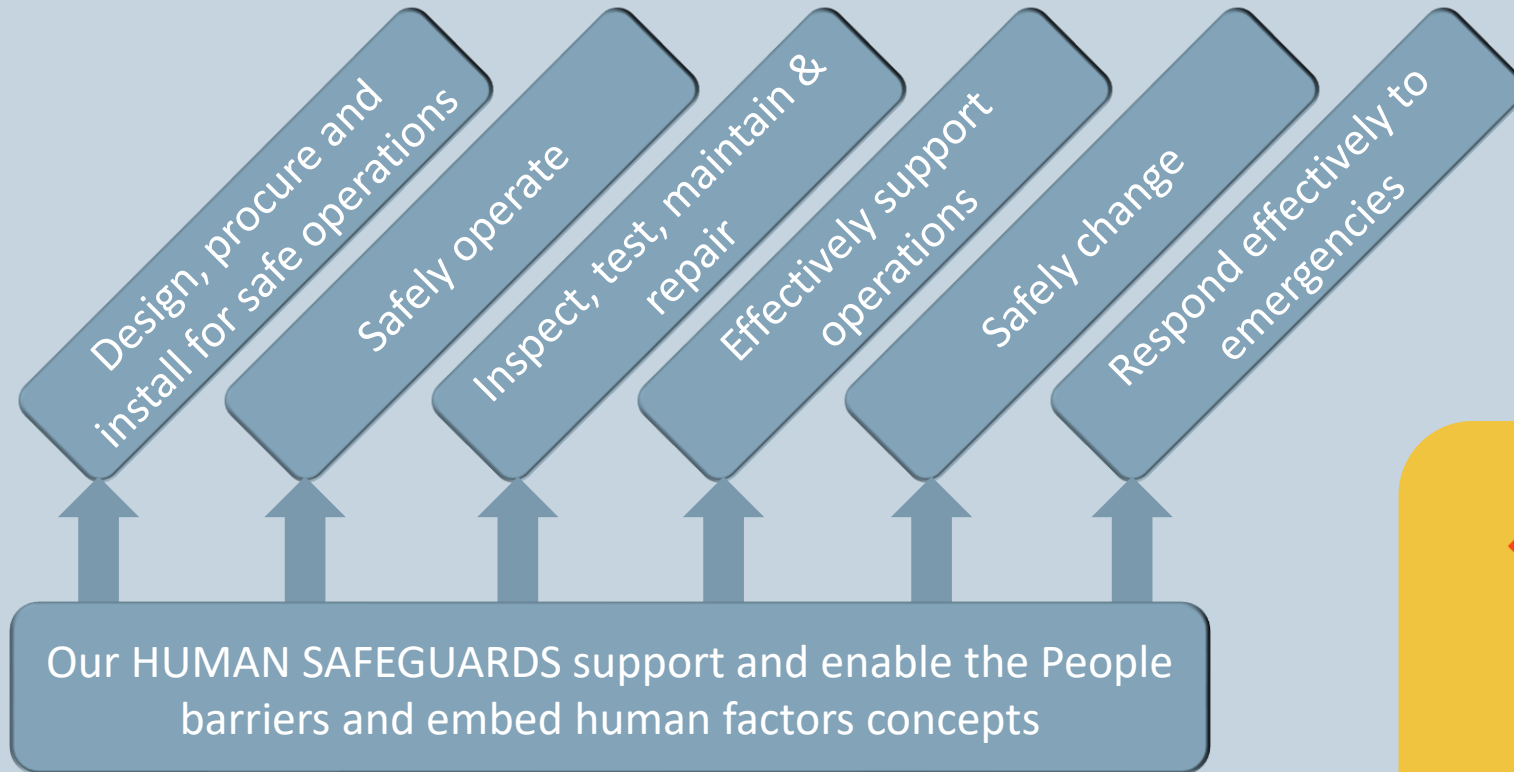 Design, procure and
install for safe operations
Safely operate
Inspect, test, maintain &
repair
Effectively support
operations
Safely change
Respond effectively to
emergencies
Our HUMAN SAFEGUARDS support and enable the People
barriers and embed human factors concepts